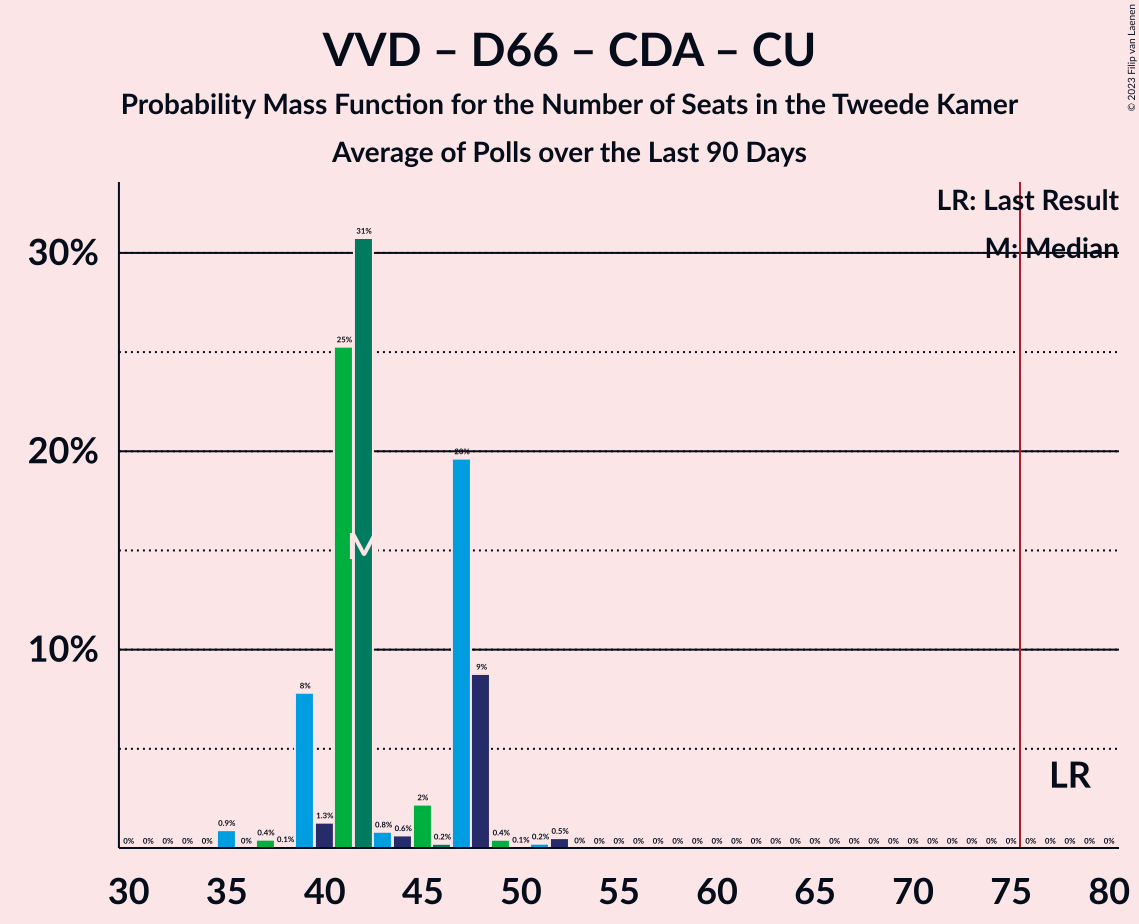 VVD – D66 – CDA – CU
Probability Mass Function for the Number of Seats in the Tweede Kamer
Average of Polls over the Last 90 Days
© 2023 Filip van Laenen
LR: Last Result
M: Median
30%
20%
10%
0% 0% 0% 0% 0% 0.9% 0% 0.4% 0.1% 8% 1.3% 25% 31% 0.8% 0.6% 2% 0.2% 20% 9% 0.4% 0.1% 0.2% 0.5% 0% 0% 0% 0% 0% 0% 0% 0% 0% 0% 0% 0% 0% 0% 0% 0% 0% 0% 0% 0% 0% 0% 0% 0% 0% 0% 0% 0%
M
LR
30 35 40 45 50 55 60 65 70 75 80